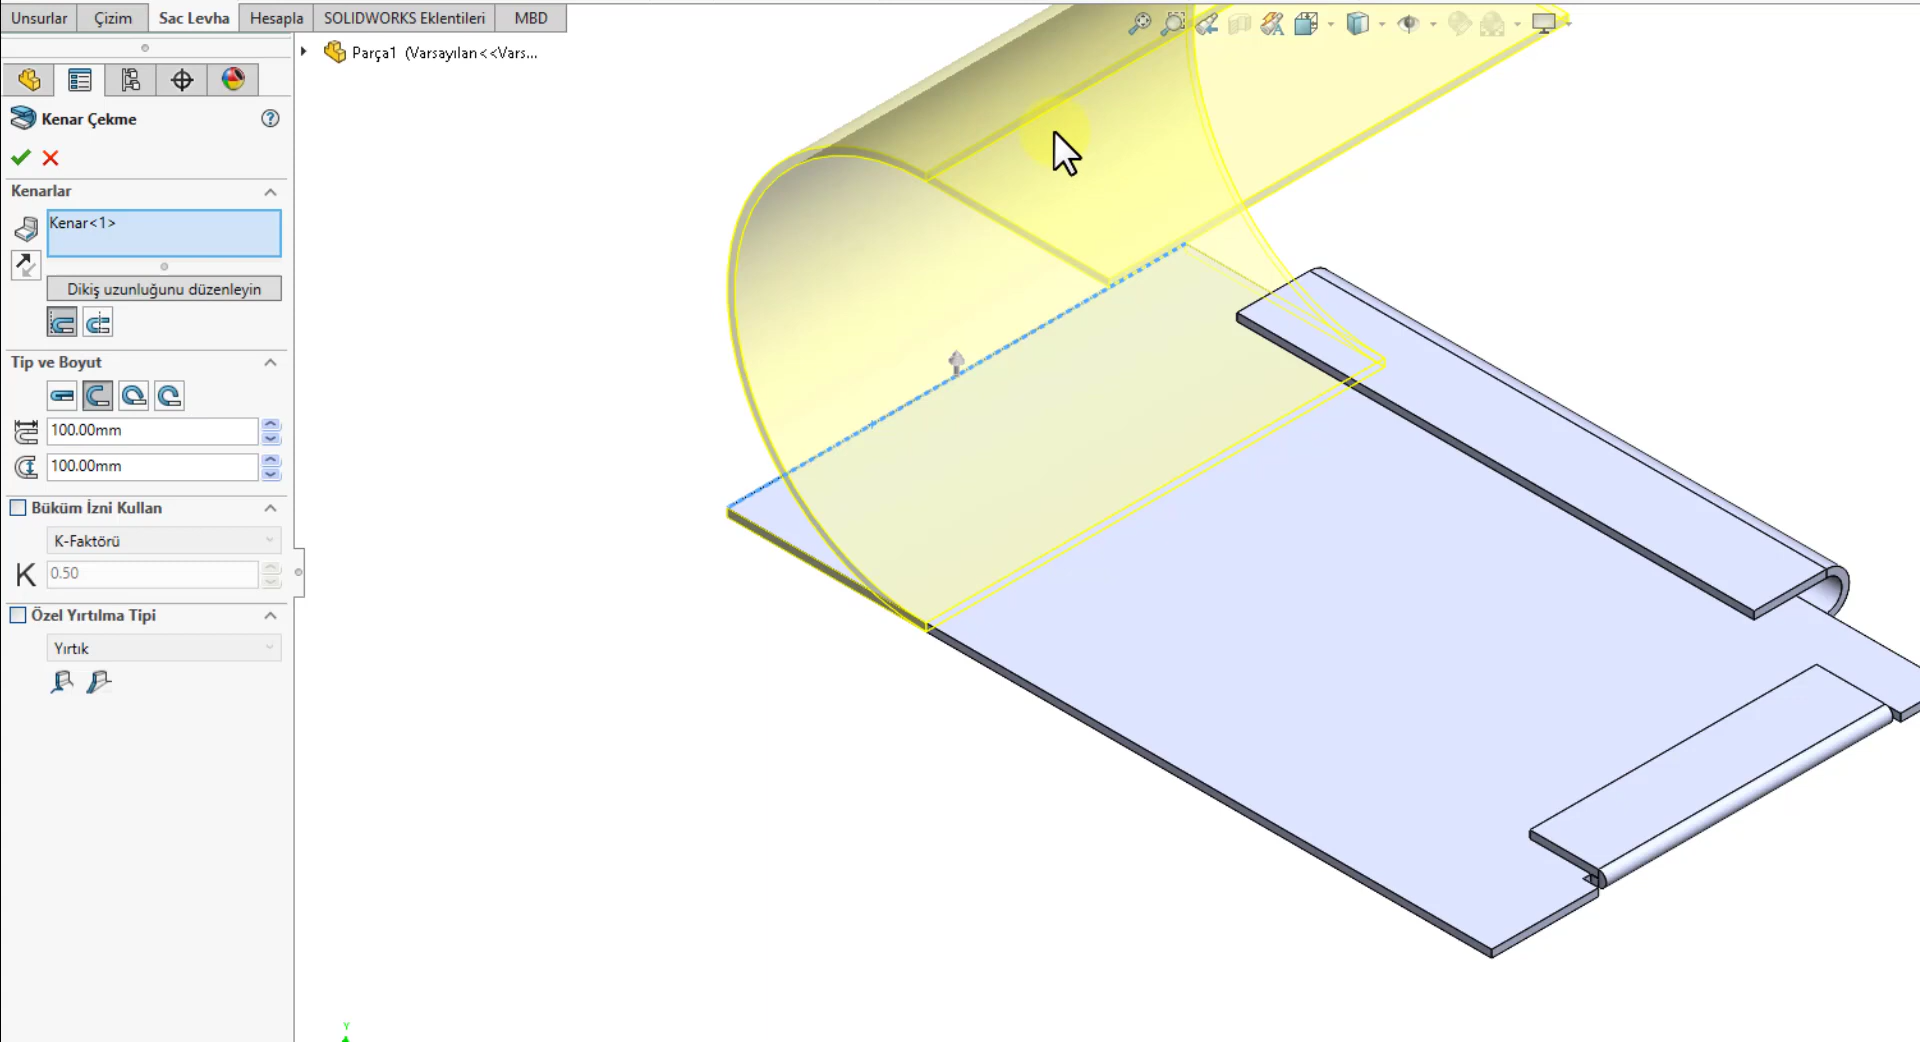 Unsurlar Çizim Sac Levha Hesapla SOLIDWORKS Eklentileri MBD
Parça1 (Varsayılan<<Vars...
Kenar Çekme
Kenarlar
Kenar<1>
Dikiş uzunluğunu düzenleyin
Tip ve Boyut
100.00mm
100.00mm
Büküm İzni Kullan
K-Faktörü
K 0.50
Özel Yırtılma Tipi
Yırtık
Y